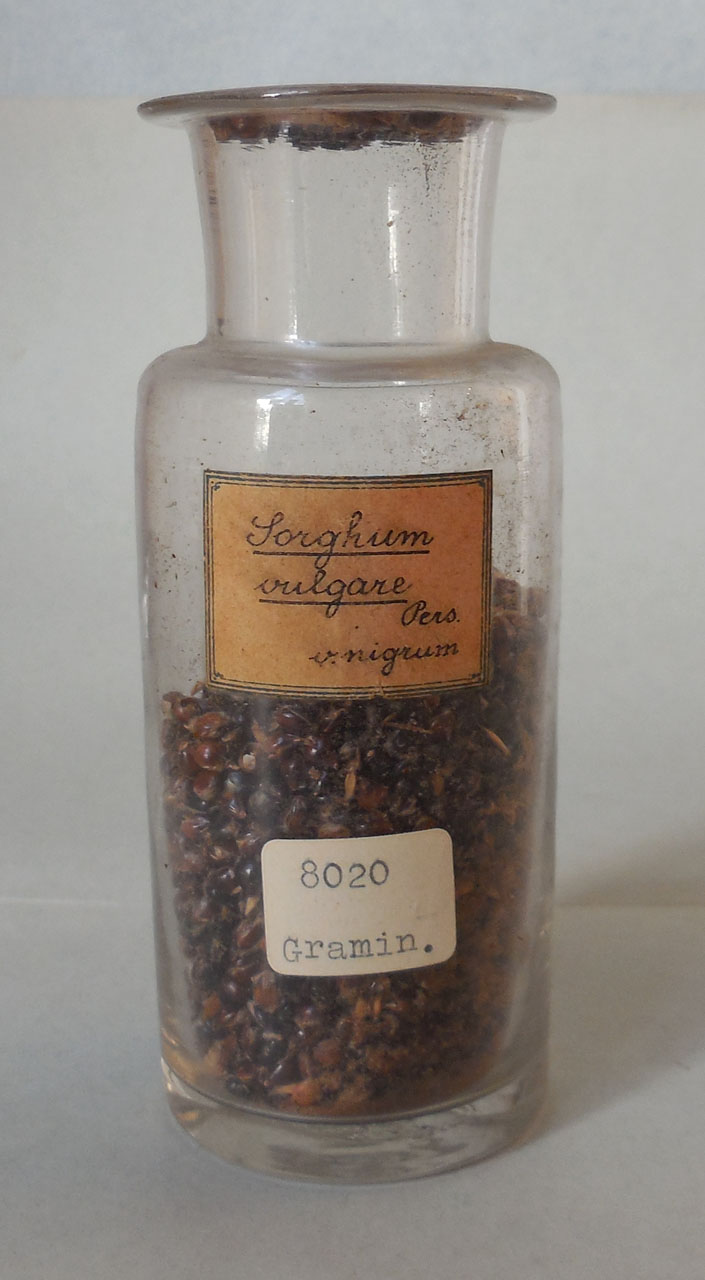 Sorghum
vulgare
Pers.
v. nigrum
8020
Gramin.